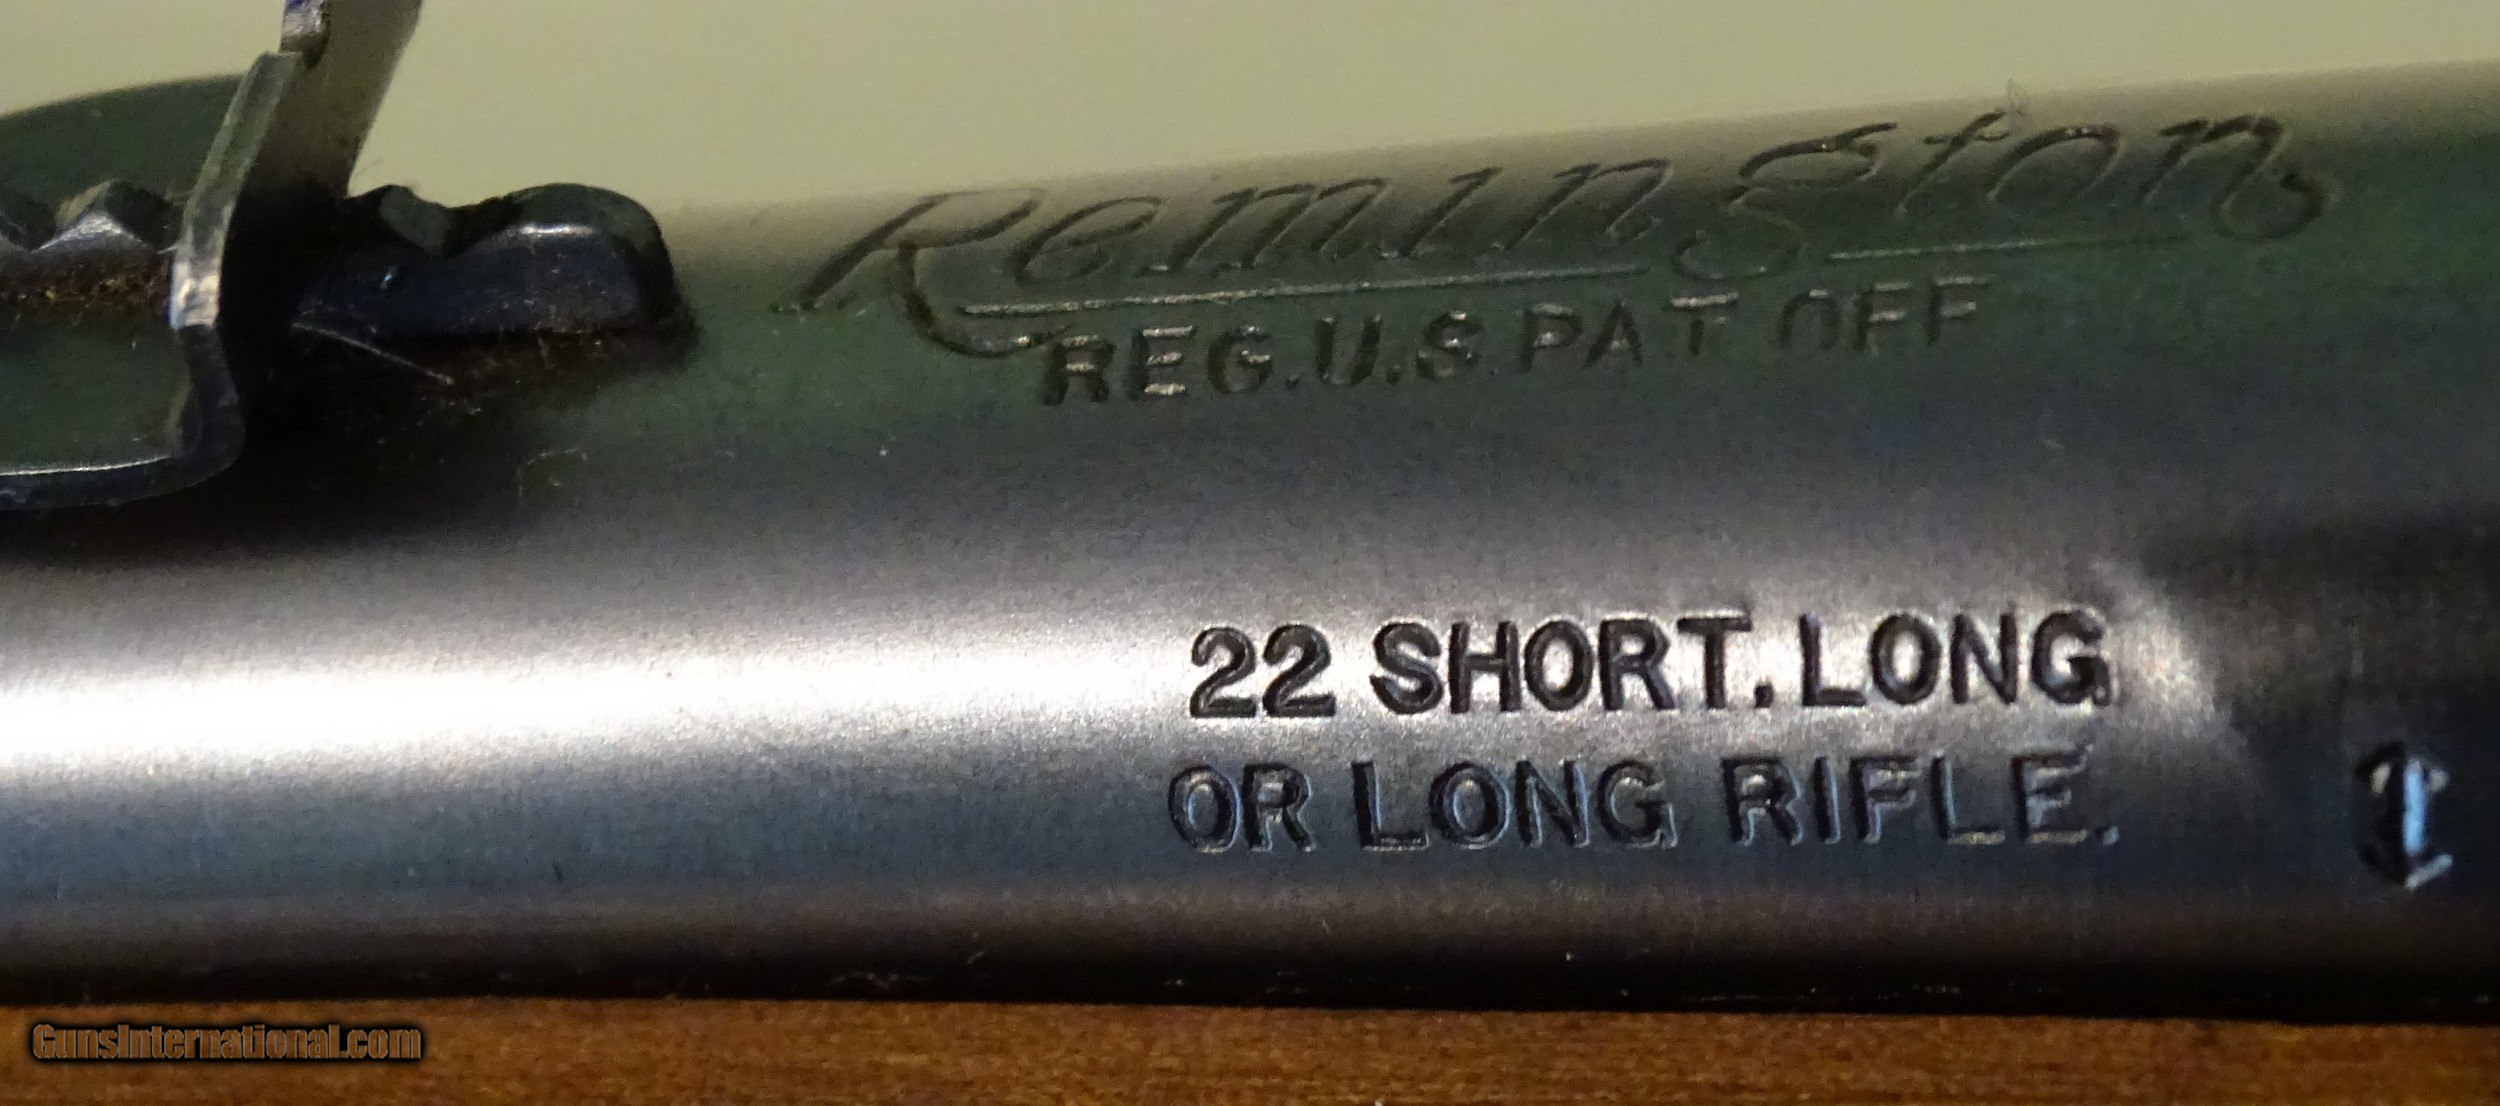 Remington
REG.U.S.PAT.OFF
22 SHORT. LONG
OR LONG RIFLE.
GunsInternational.com